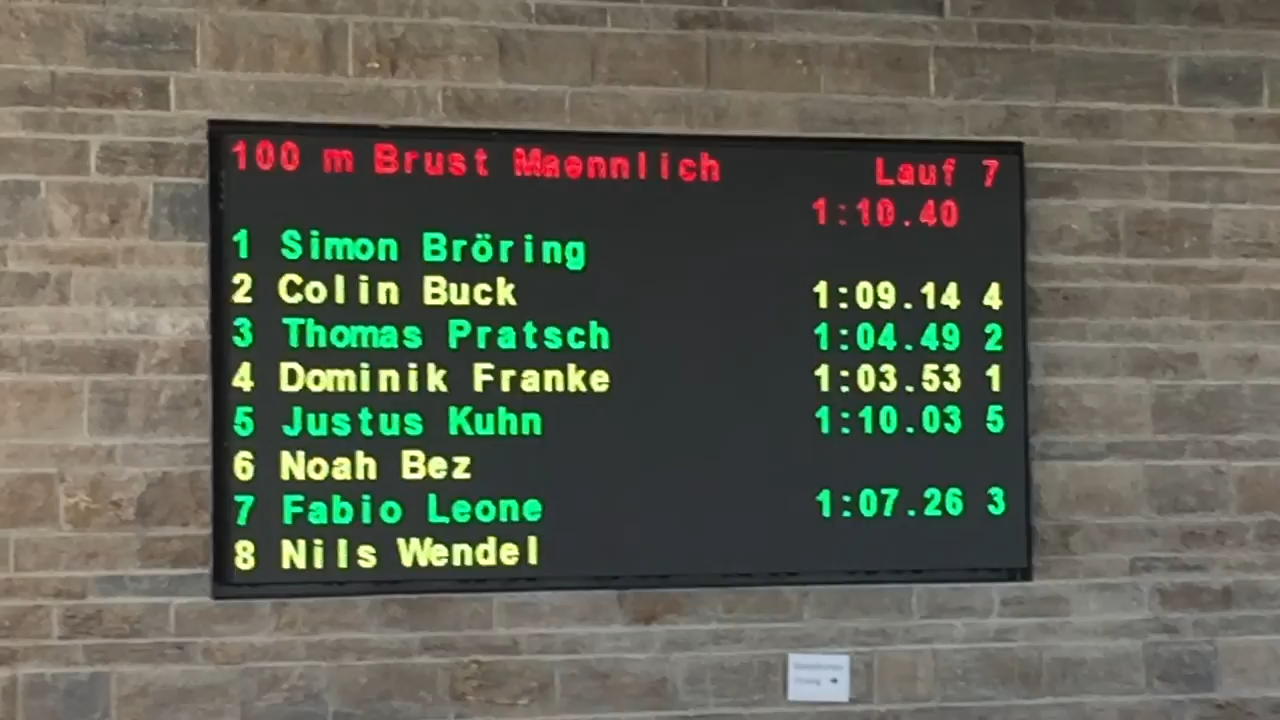 100 m Brust Maennlich Lauf 7
1:10.40
1 Simon Bröring
2 Colin Buck 1:09.14 4
3 Thomas Pratsch 1:04.49 2
4 Dominik Franke 1:03.53 1
5 Justus Kuhn 1:10.03 5
6 Noah Bez
7 Fabio Leone 1:07.26 3
8 Nils Wendel